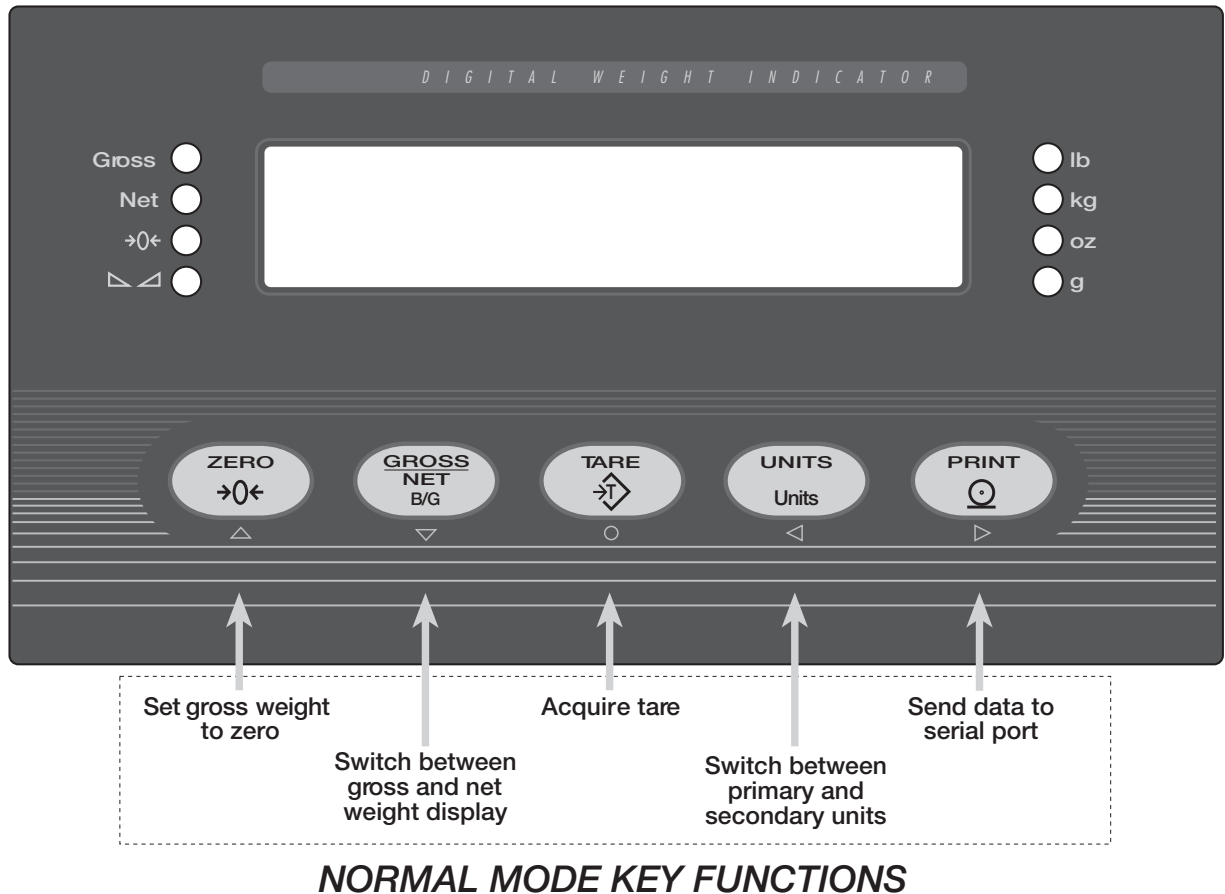 DIGITAL WEIGHT INDICATOR
Gross
Net
→0←
lb
kg
oz
g
ZERO
→0←
GROSS
NET
B/G
TARE
→T←
UNITS
Units
PRINT
Set gross weight
to zero
Switch between
gross and net
weight display
Acquire tare
Switch between
primary and
secondary units
Send data to
serial port
NORMAL MODE KEY FUNCTIONS